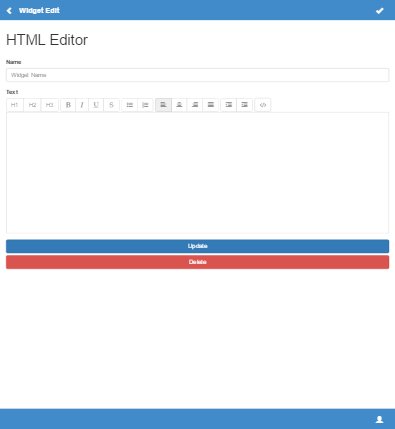 Widget Edit
HTML Editor
Name
Widget Name
Text
H1 H2 H3 B I U S </>
Update
Delete